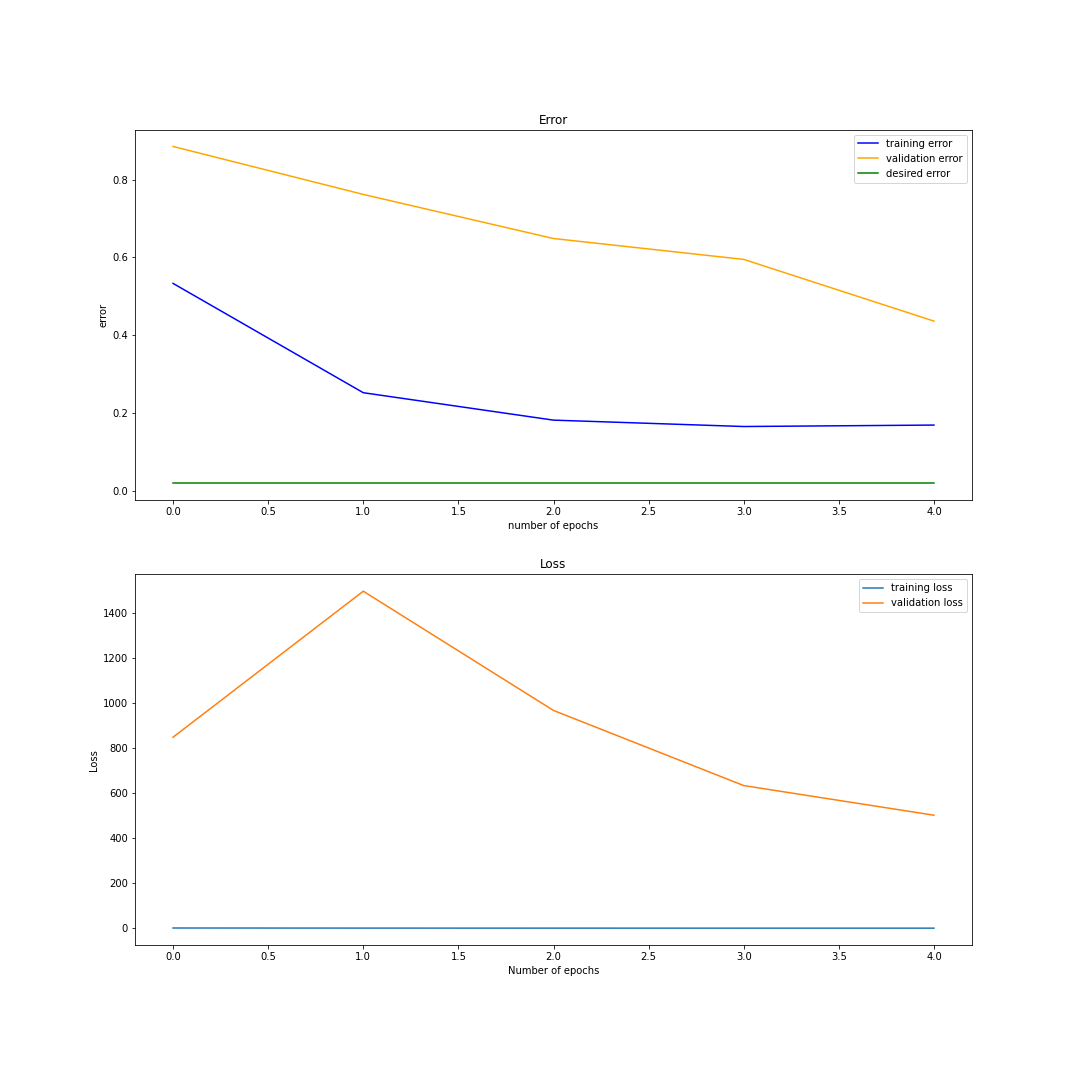 Error
training error
validation error
desired error
0.8
0.6
0.4
0.2
0.0
error
0.0 0.5 1.0 1.5 2.0 2.5 3.0 3.5 4.0
number of epochs
Loss
training loss
validation loss
1400
1200
1000
800
600
400
200
0
Loss
0.0 0.5 1.0 1.5 2.0 2.5 3.0 3.5 4.0
Number of epochs